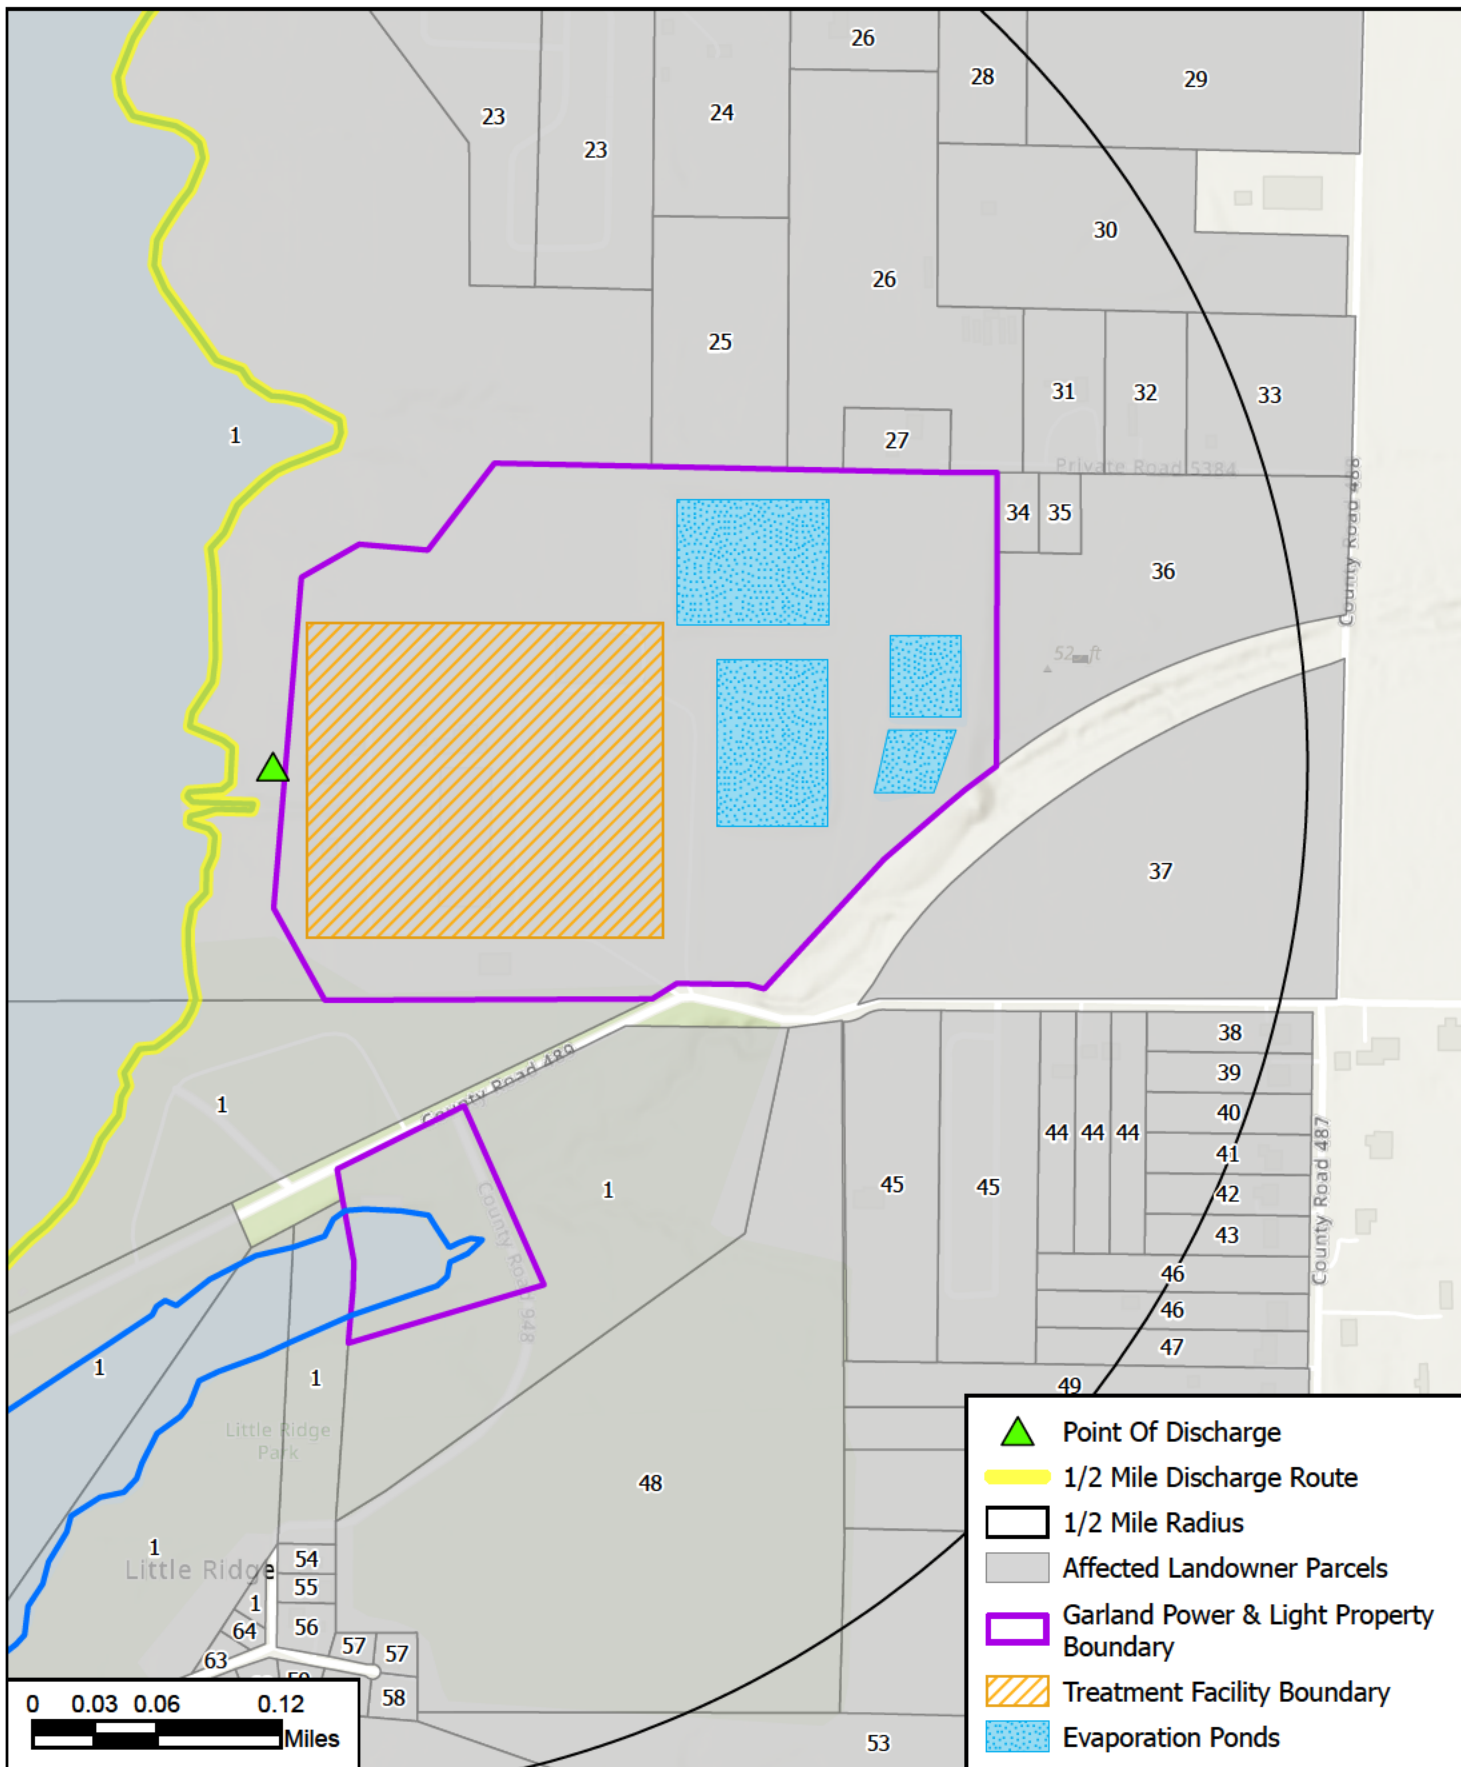 26
28
29
23
24
23
30
26
25
31
32
33
1
27
Private Road 5384
34
35
County Road 488
36
37
38
County Road 489
39
1
40
44
44
44
41
County Road 487
45
45
1
42
43
County Road 948
46
46
47
1
1
49
Little Ridge
Park
48
1
Little Ridge
54
55
1
56
64
57
57
63
58
53
0 0.03 0.06 0.12
Miles
Point Of Discharge
1/2 Mile Discharge Route
1/2 Mile Radius
Affected Landowner Parcels
Garland Power & Light Property
Boundary
Treatment Facility Boundary
Evaporation Ponds